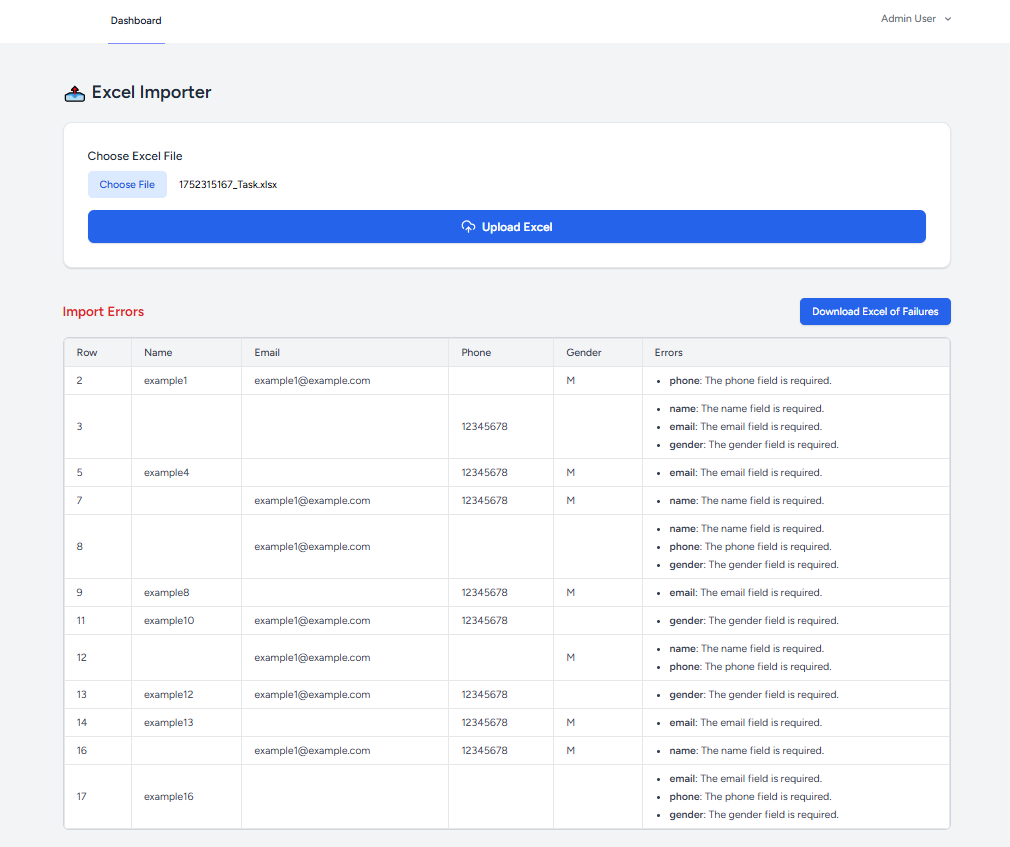 Dashboard
Admin User
Excel Importer
Choose Excel File
Choose File 1752315167_Task.xlsx
Upload Excel
Import Errors
Download Excel of Failures
Row Name Email Phone Gender Errors
2 example1 example1@example.com M • phone: The phone field is required.
• name: The name field is required.
3 12345678 • email: The email field is required.
• gender: The gender field is required.
5 example4 12345678 M • email: The email field is required.
7 example1@example.com 12345678 M • name: The name field is required.
• name: The name field is required.
8 example1@example.com • phone: The phone field is required.
• gender: The gender field is required.
9 example8 12345678 M • email: The email field is required.
11 example10 example1@example.com 12345678 • gender: The gender field is required.
12 example1@example.com M • name: The name field is required.
• phone: The phone field is required.
13 example12 example1@example.com 12345678 • gender: The gender field is required.
14 example13 12345678 M • email: The email field is required.
16 example1@example.com 12345678 M • name: The name field is required.
• email: The email field is required.
17 example16 • phone: The phone field is required.
• gender: The gender field is required.